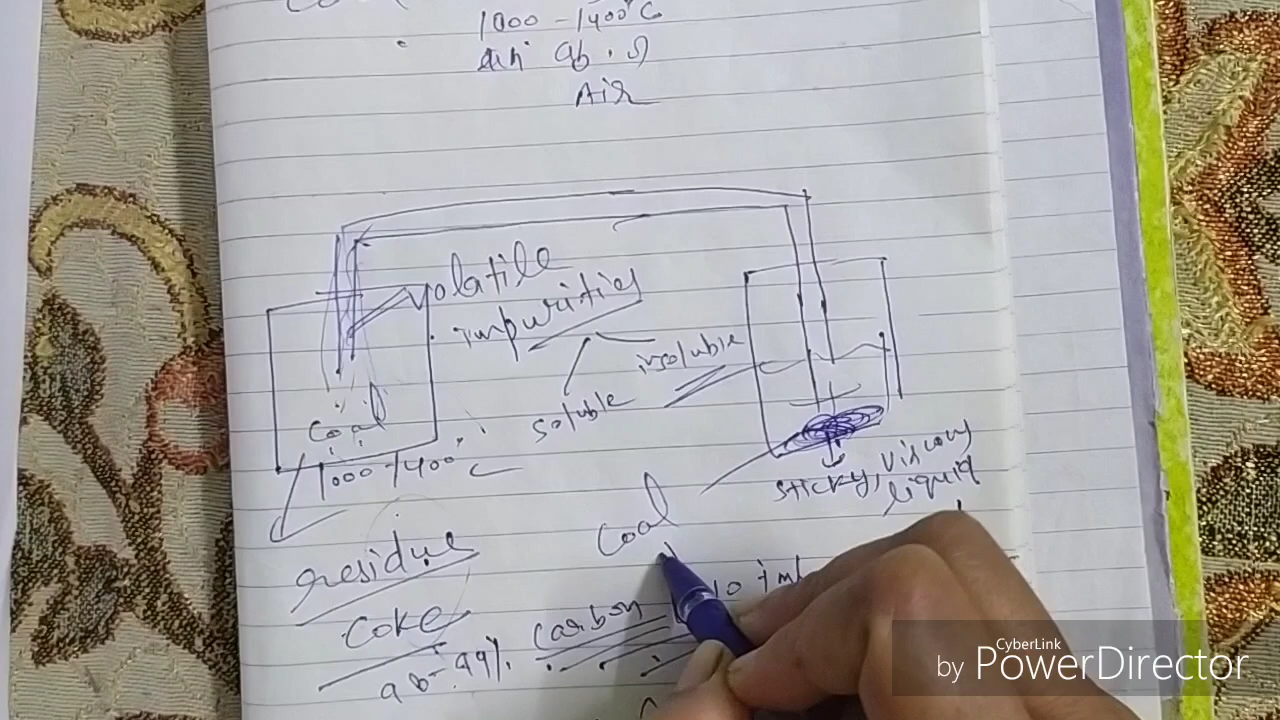 1000 - 1400°C
ab.
Air
volatile
impurities
insoluble
soluble
coal
1000-1400°C
sticky, viscous
liquid
coal
residue
coke
98-99% carbon
CyberLink
by PowerDirector